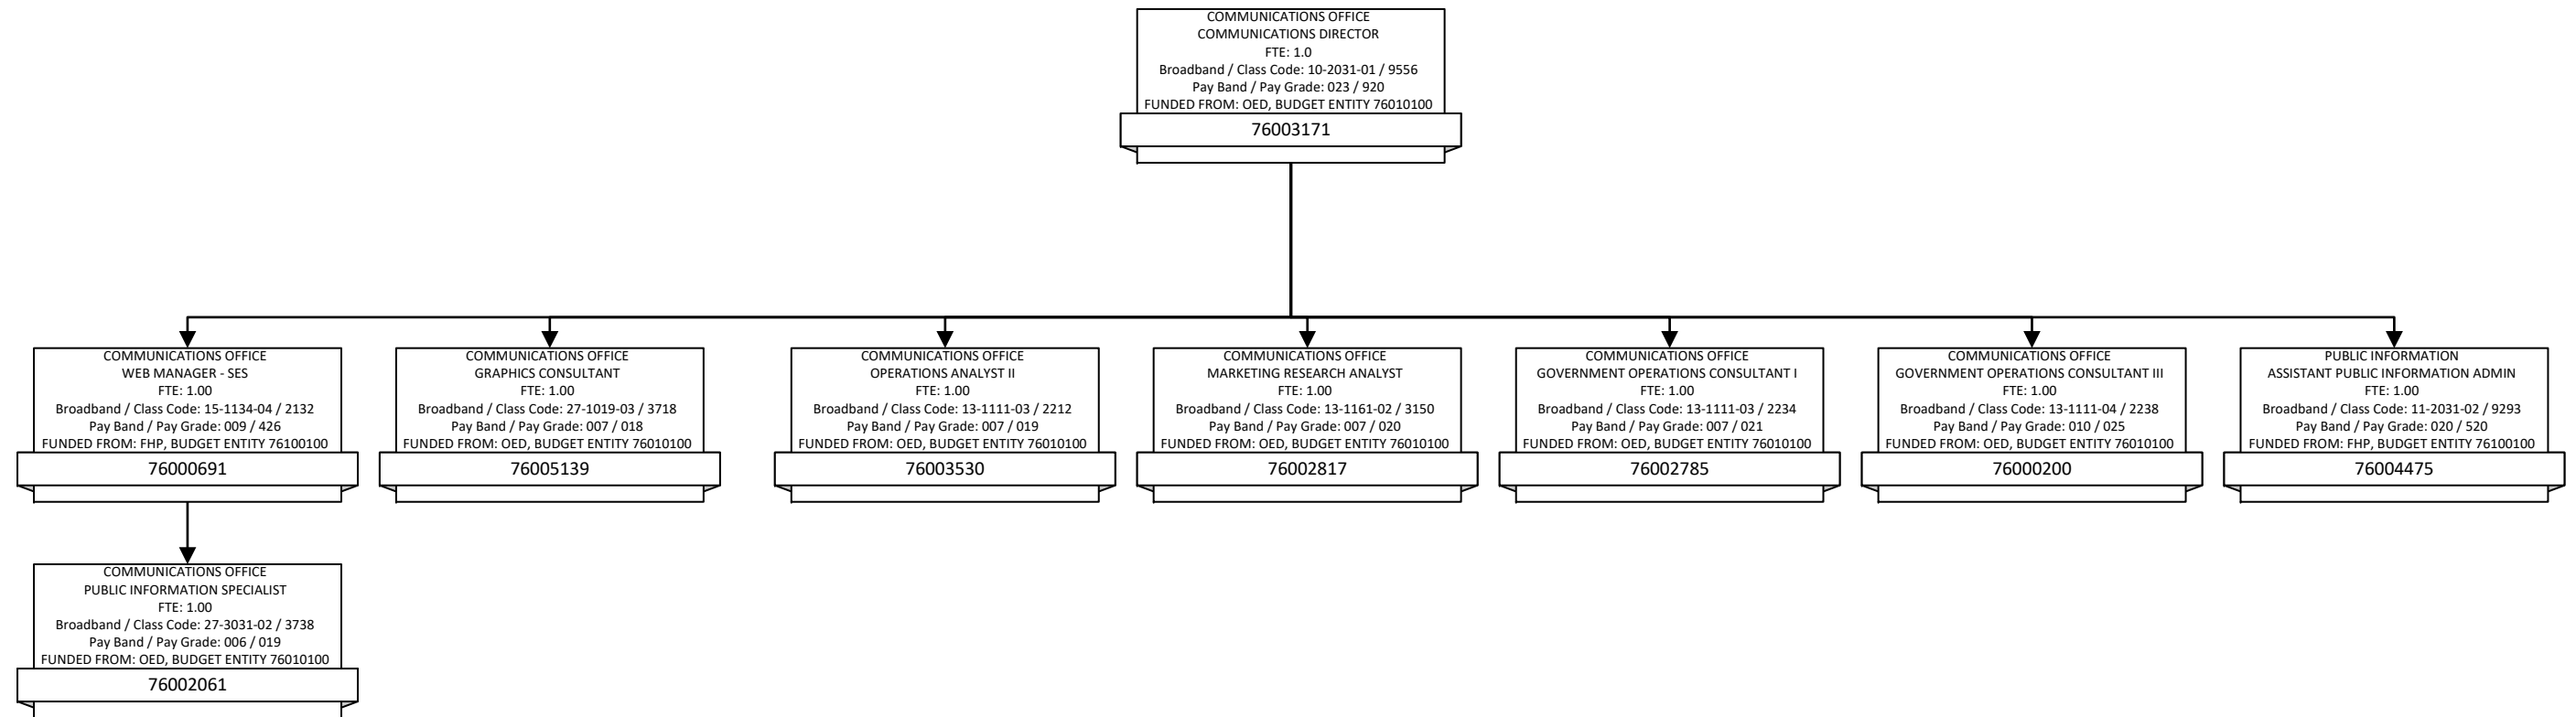 COMMUNICATIONS OFFICE
COMMUNICATIONS DIRECTOR
FTE: 1.0
Broadband / Class Code: 10-2031-01 / 9556
Pay Band / Pay Grade: 023 / 920
FUNDED FROM: OED, BUDGET ENTITY 76010100
76003171
COMMUNICATIONS OFFICE
WEB MANAGER - SES
FTE: 1.00
Broadband / Class Code: 15-1134-04 / 2132
Pay Band / Pay Grade: 009 / 426
FUNDED FROM: FHP, BUDGET ENTITY 76100100
76000691
COMMUNICATIONS OFFICE
GRAPHICS CONSULTANT
FTE: 1.00
Broadband / Class Code: 27-1019-03 / 3718
Pay Band / Pay Grade: 007 / 018
FUNDED FROM: OED, BUDGET ENTITY 76010100
76005139
COMMUNICATIONS OFFICE
OPERATIONS ANALYST II
FTE: 1.00
Broadband / Class Code: 13-1111-03 / 2212
Pay Band / Pay Grade: 007 / 019
FUNDED FROM: OED, BUDGET ENTITY 76010100
76003530
COMMUNICATIONS OFFICE
MARKETING RESEARCH ANALYST
FTE: 1.00
Broadband / Class Code: 13-1161-02 / 3150
Pay Band / Pay Grade: 007 / 020
FUNDED FROM: OED, BUDGET ENTITY 76010100
76002817
COMMUNICATIONS OFFICE
GOVERNMENT OPERATIONS CONSULTANT I
FTE: 1.00
Broadband / Class Code: 13-1111-03 / 2234
Pay Band / Pay Grade: 007 / 021
FUNDED FROM: OED, BUDGET ENTITY 76010100
76002785
COMMUNICATIONS OFFICE
GOVERNMENT OPERATIONS CONSULTANT III
FTE: 1.00
Broadband / Class Code: 13-1111-04 / 2238
Pay Band / Pay Grade: 010 / 025
FUNDED FROM: OED, BUDGET ENTITY 76010100
76000200
PUBLIC INFORMATION
ASSISTANT PUBLIC INFORMATION ADMIN
FTE: 1.00
Broadband / Class Code: 11-2031-02 / 9293
Pay Band / Pay Grade: 020 / 520
FUNDED FROM: FHP, BUDGET ENTITY 76100100
76004475
COMMUNICATIONS OFFICE
PUBLIC INFORMATION SPECIALIST
FTE: 1.00
Broadband / Class Code: 27-3031-02 / 3738
Pay Band / Pay Grade: 006 / 019
FUNDED FROM: OED, BUDGET ENTITY 76010100
76002061